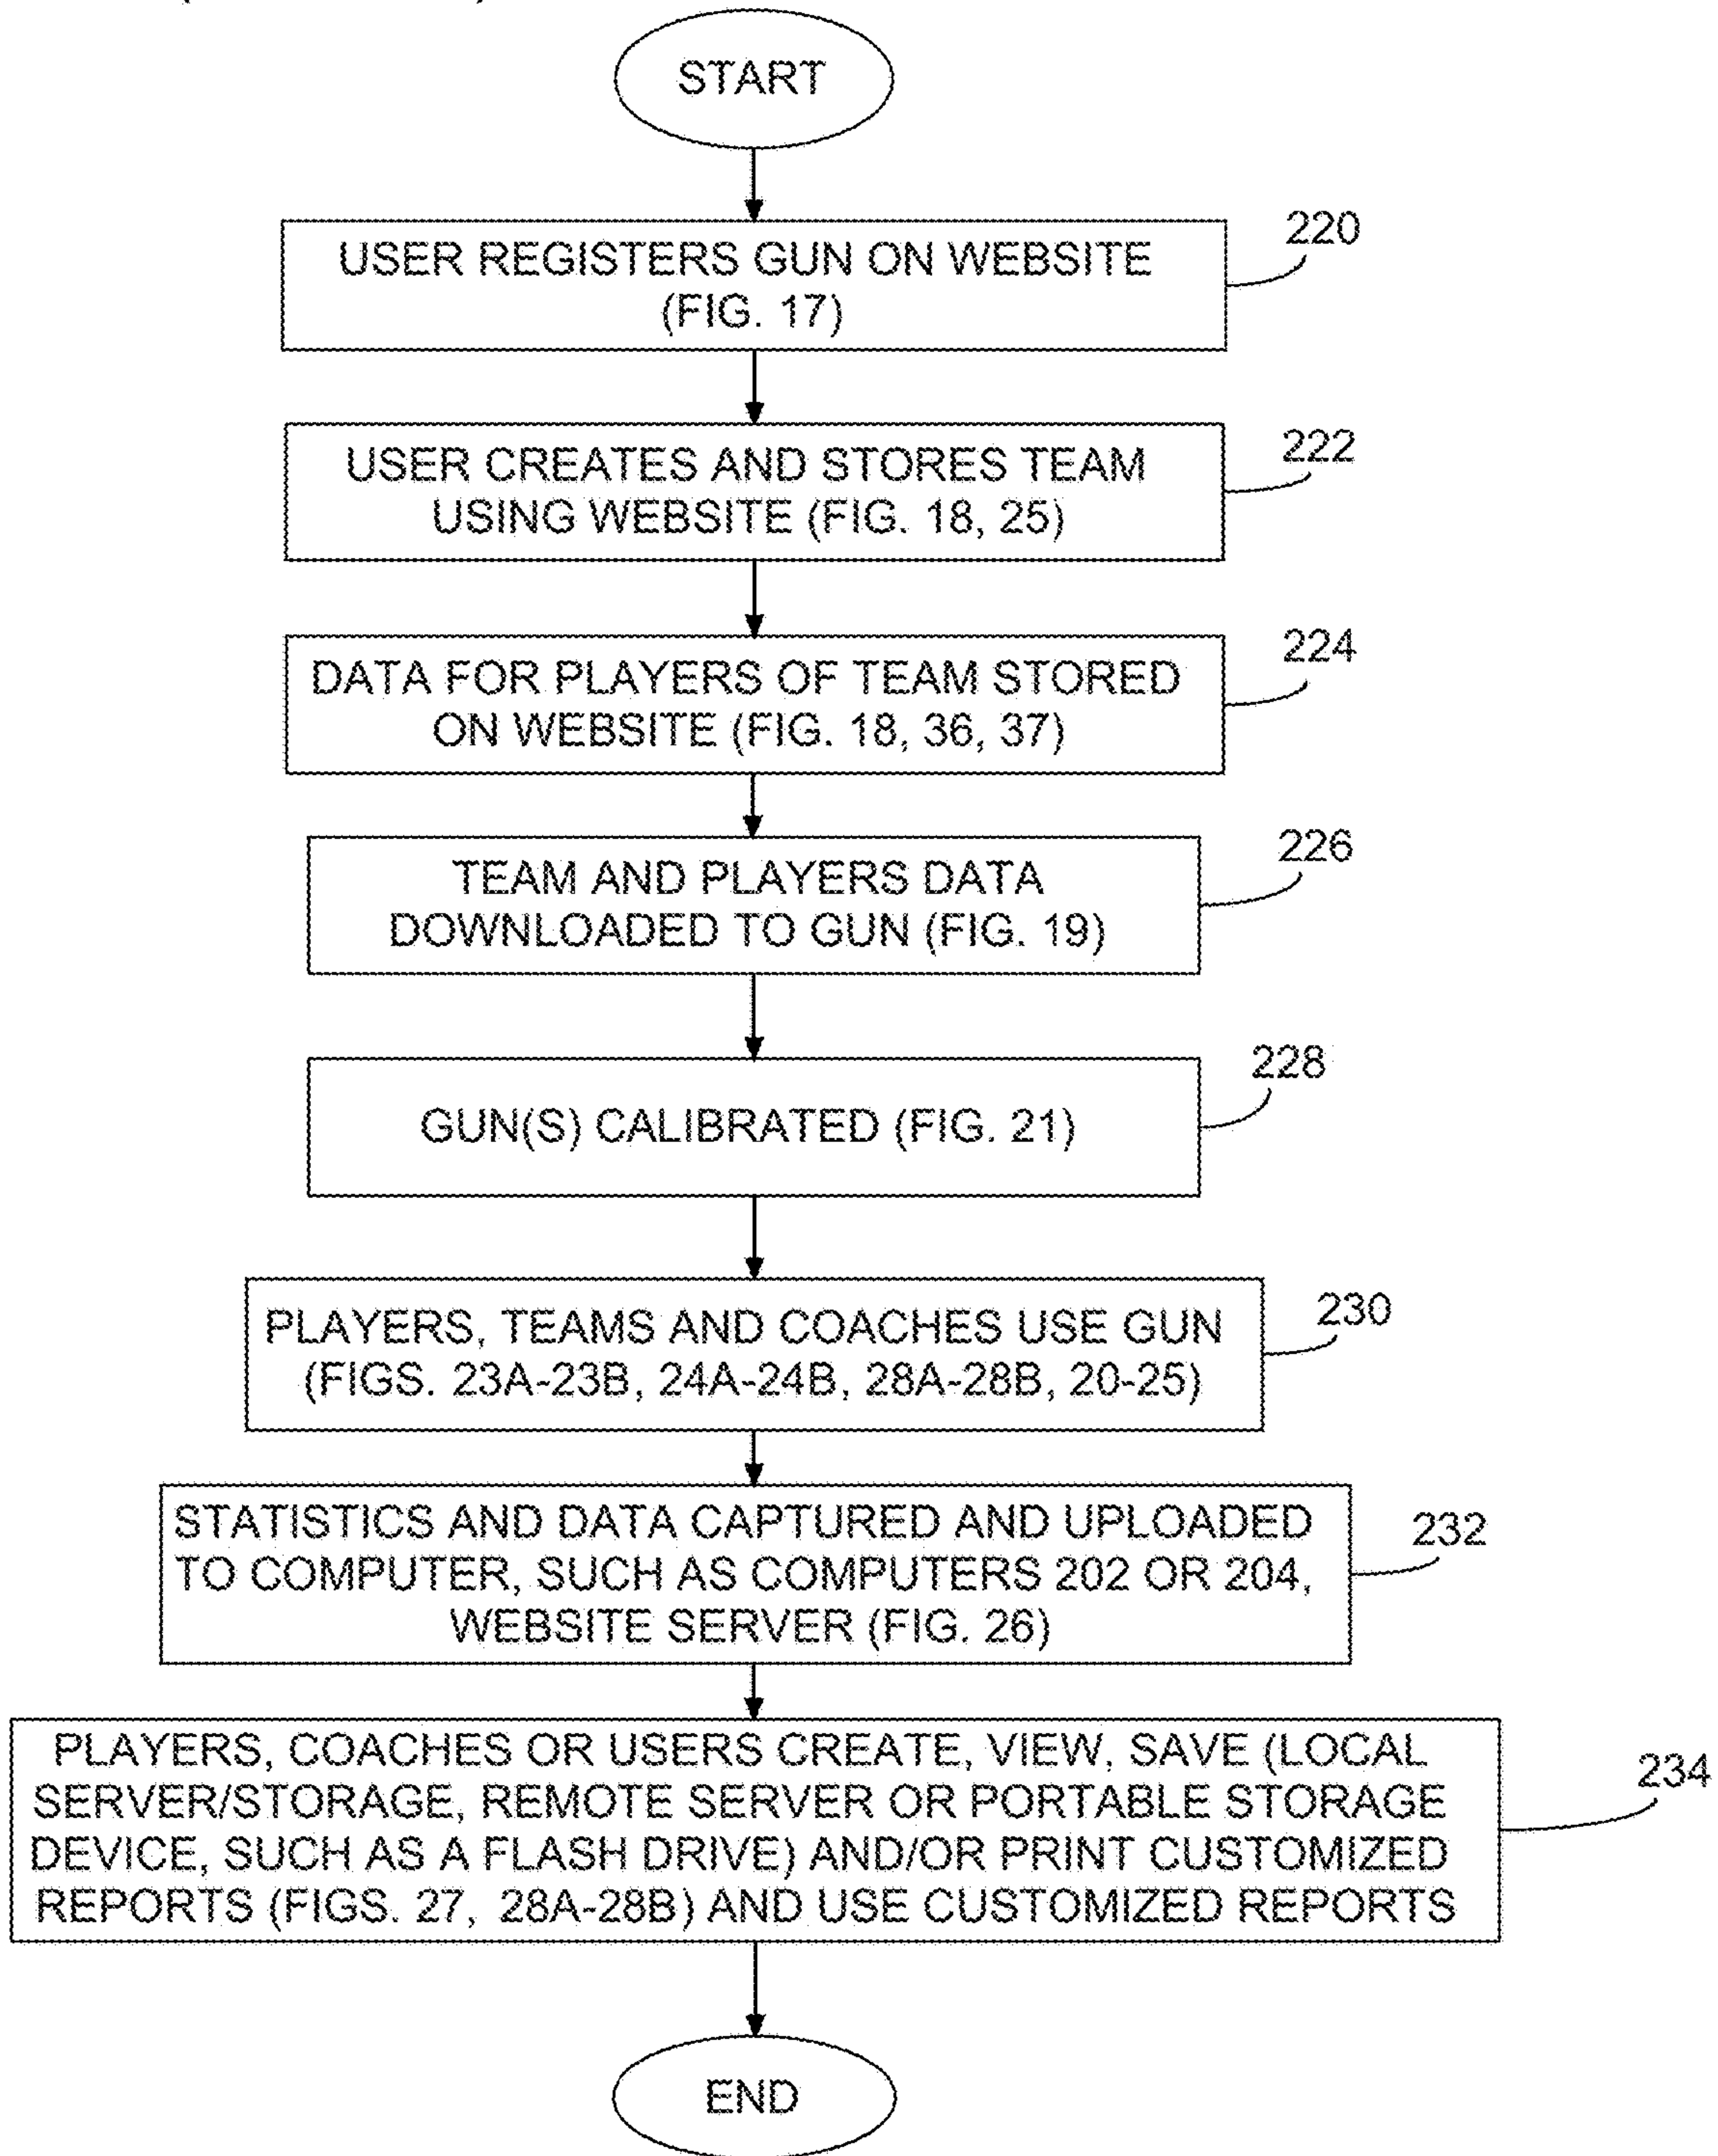 START
USER REGISTERS GUN ON WEBSITE
(FIG. 17)
220
USER CREATES AND STORES TEAM
USING WEBSITE (FIG. 18, 25)
222
DATA FOR PLAYERS OF TEAM STORED
ON WEBSITE (FIG. 18, 36, 37)
224
TEAM AND PLAYERS DATA
DOWNLOADED TO GUN (FIG. 19)
226
GUN(S) CALIBRATED (FIG. 21)
228
PLAYERS, TEAMS AND COACHES USE GUN
(FIGS. 23A-23B, 24A-24B, 28A-28B, 20-25)
230
STATISTICS AND DATA CAPTURED AND UPLOADED
TO COMPUTER, SUCH AS COMPUTERS 202 OR 204,
WEBSITE SERVER (FIG. 26)
232
PLAYERS, COACHES OR USERS CREATE, VIEW, SAVE (LOCAL
SERVER/STORAGE, REMOTE SERVER OR PORTABLE STORAGE
DEVICE, SUCH AS A FLASH DRIVE) AND/OR PRINT CUSTOMIZED
REPORTS (FIGS. 27, 28A-28B) AND USE CUSTOMIZED REPORTS
234
END